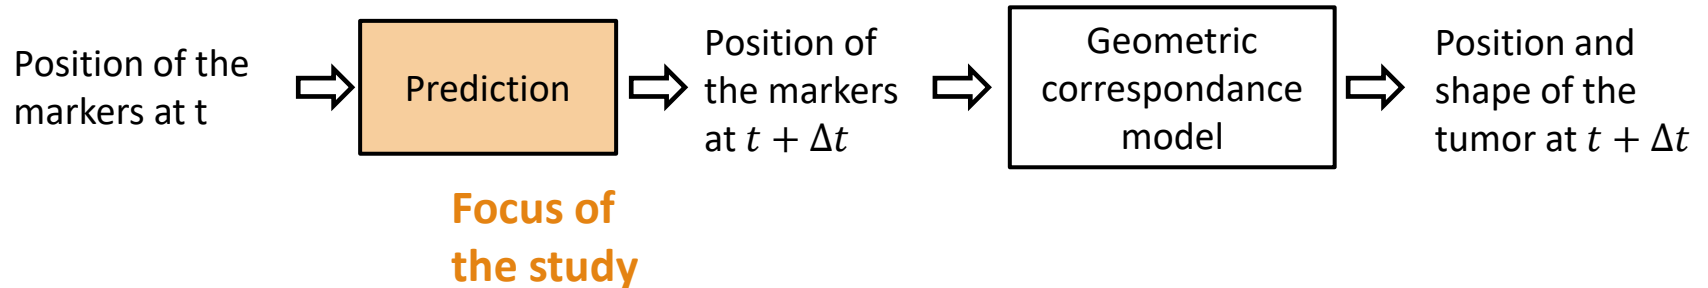 Position of the
markers at t
Prediction
Position of
the markers
at 𝑡 + Δ𝑡
Geometric
correspondance
model
Position and
shape of the
tumor at 𝑡 + Δ𝑡
Focus of
the study